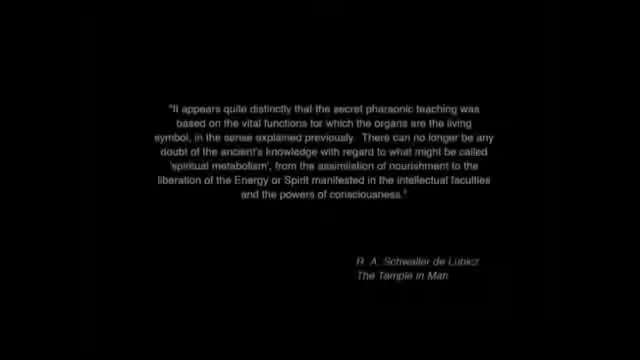 "It appears quite distinctly that the secret pharaonic teaching was
based on the vital functions for which the organs are the living
symbol, in the sense explained previously. There can no longer be any
doubt of the ancient's knowledge with regard to what might be called
'spiritual metabolism', from the assimilation of nourishment to the
liberation of the Energy or Spirit manifested in the intellectual faculties
and the powers of consciousness."
R. A. Schwaller de Lubicz
The Temple in Man